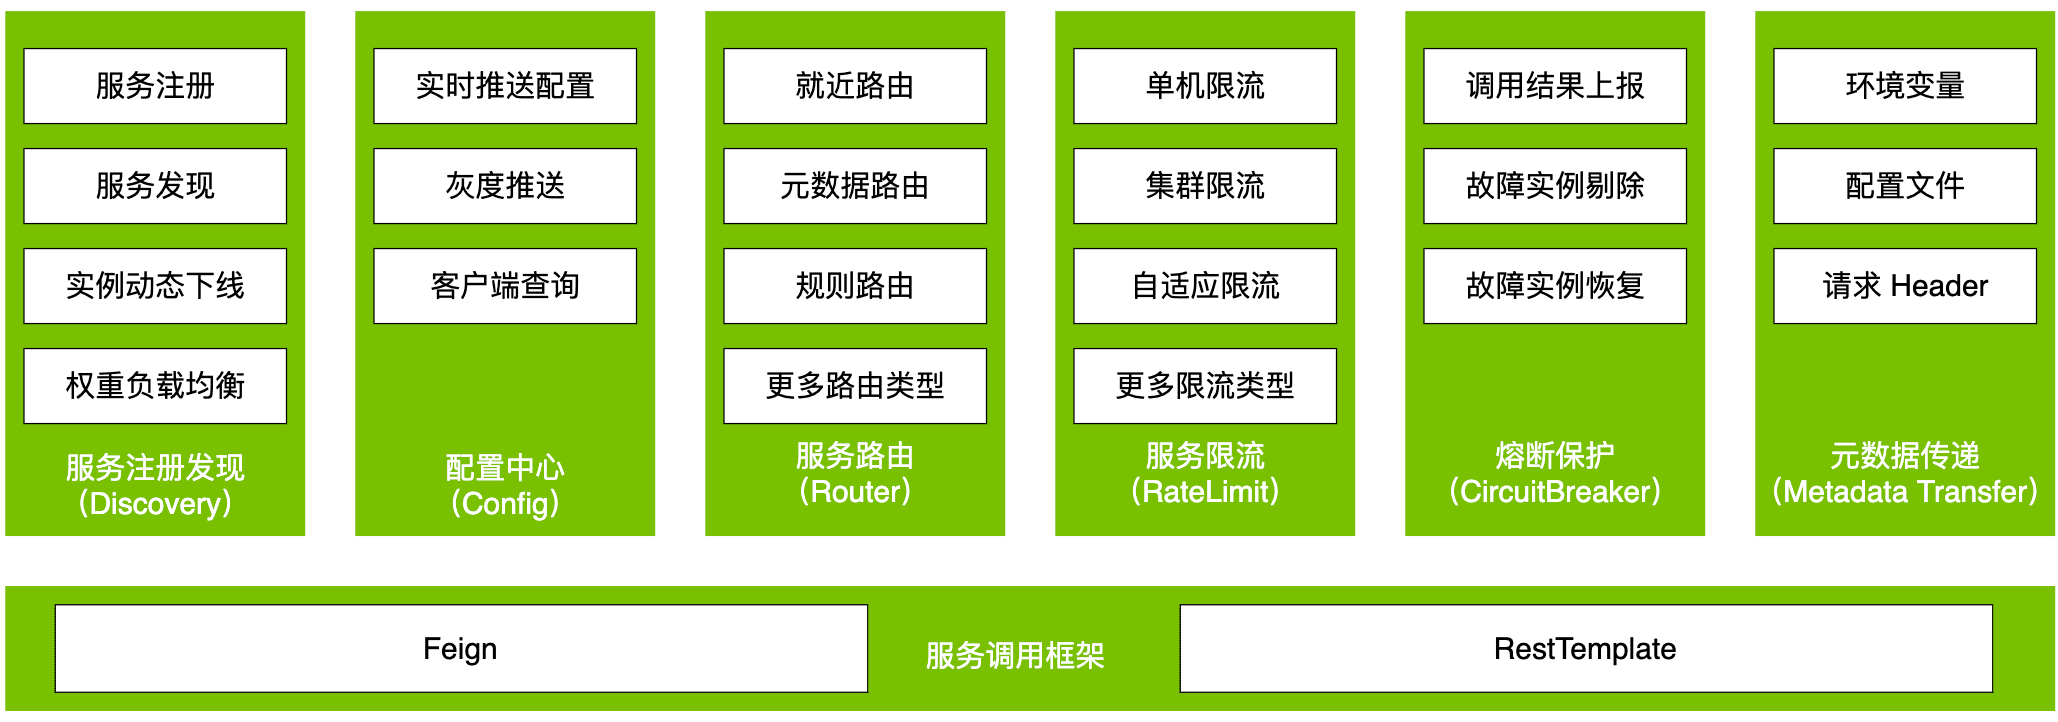 服务注册
服务发现
实例动态下线
权重负载均衡
服务注册发现
（Discovery）
实时推送配置
灰度推送
客户端查询
配置中心
（Config）
就近路由
元数据路由
规则路由
更多路由类型
服务路由
（Router）
单机限流
集群限流
自适应限流
更多限流类型
服务限流
（RateLimit）
调用结果上报
故障实例剔除
故障实例恢复
熔断保护
（CircuitBreaker）
环境变量
配置文件
请求 Header
元数据传递
（Metadata Transfer）
Feign
服务调用框架
RestTemplate